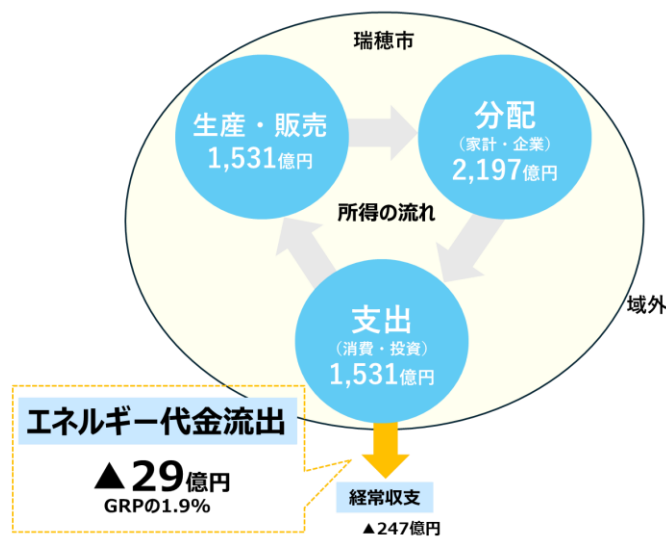 瑞穂市
生産・販売
1,531億円
分配
（家計・企業）
2,197億円
所得の流れ
域外
支出
（消費・投資）
1,531億円
エネルギー代金流出
▲29億円
GRPの1.9%
経常収支
▲247億円